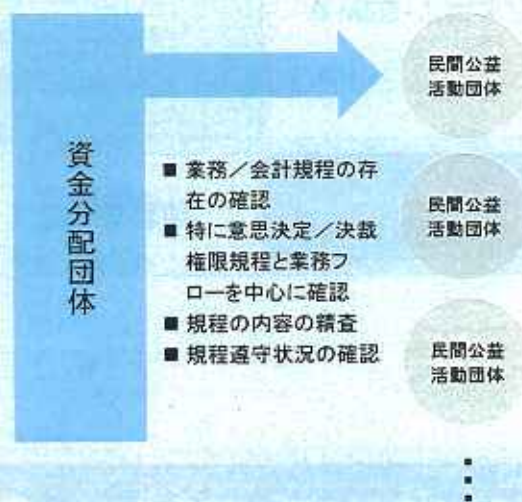 資金分配団体
■ 業務／会計規程の存
在の確認
■ 特に意思決定／決裁
権限規程と業務フ
ローを中心に確認
■ 規程の内容の精査
■ 規程遵守状況の確認
民間公益
活動団体
民間公益
活動団体
民間公益
活動団体